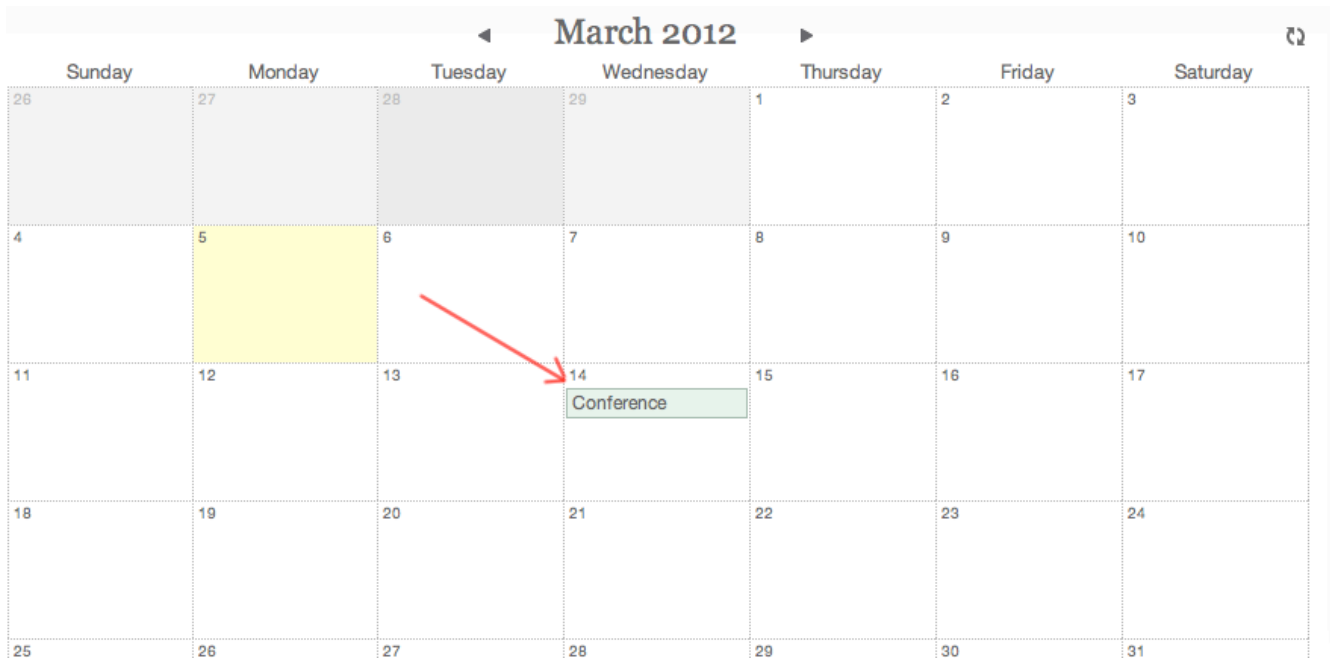 March 2012
Sunday Monday Tuesday Wednesday Thursday Friday Saturday
26 27 28 29 1 2 3
4 5 6 7 8 9 10
11 12 13 14 15 16 17
Conference
18 19 20 21 22 23 24
25 26 27 28 29 30 31